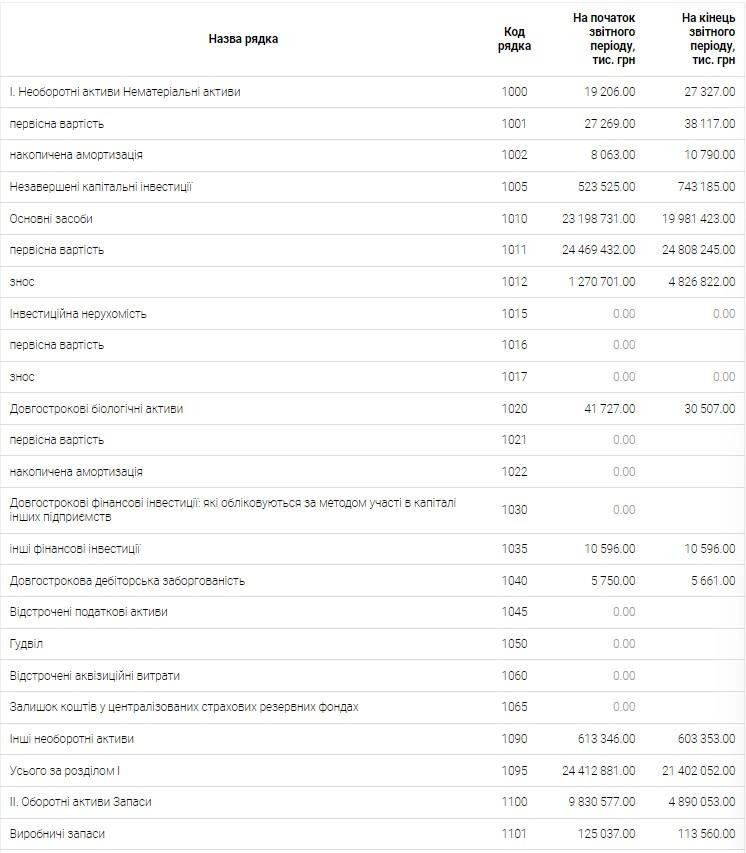 Назва рядка Код рядка На початок звітного періоду, тис. грн На кінець звітного періоду, тис. грн
І. Необоротні активи Нематеріальні активи 1000 19 206.00 27 327.00
первісна вартість 1001 27 269.00 38 117.00
накопичена амортизація 1002 8 063.00 10 790.00
Незавершені капітальні інвестиції 1005 523 525.00 743 185.00
Основні засоби 1010 23 198 731.00 19 981 423.00
первісна вартість 1011 24 469 432.00 24 808 245.00
знос 1012 1 270 701.00 4 826 822.00
Інвестиційна нерухомість 1015 0.00 0.00
первісна вартість 1016 0.00
знос 1017 0.00 0.00
Довгострокові біологічні активи 1020 41 727.00 30 507.00
первісна вартість 1021 0.00
накопичена амортизація 1022 0.00
Довгострокові фінансові інвестиції: які обліковуються за методом участі в капіталі
інших підприємств 1030 0.00
інші фінансові інвестиції 1035 10 596.00 10 596.00
Довгострокова дебіторська заборгованість 1040 5 750.00 5 661.00
Відстрочені податкові активи 1045 0.00
Гудвіл 1050 0.00
Відстрочені аквізиційні витрати 1060 0.00
Залишок коштів у централізованих страхових резервних фондах 1065 0.00
Інші необоротні активи 1090 613 346.00 603 353.00
Усього за розділом І 1095 24 412 881.00 21 402 052.00
ІІ. Оборотні активи Запаси 1100 9 830 577.00 4 890 053.00
Виробничі запаси 1101 125 037.00 113 560.00